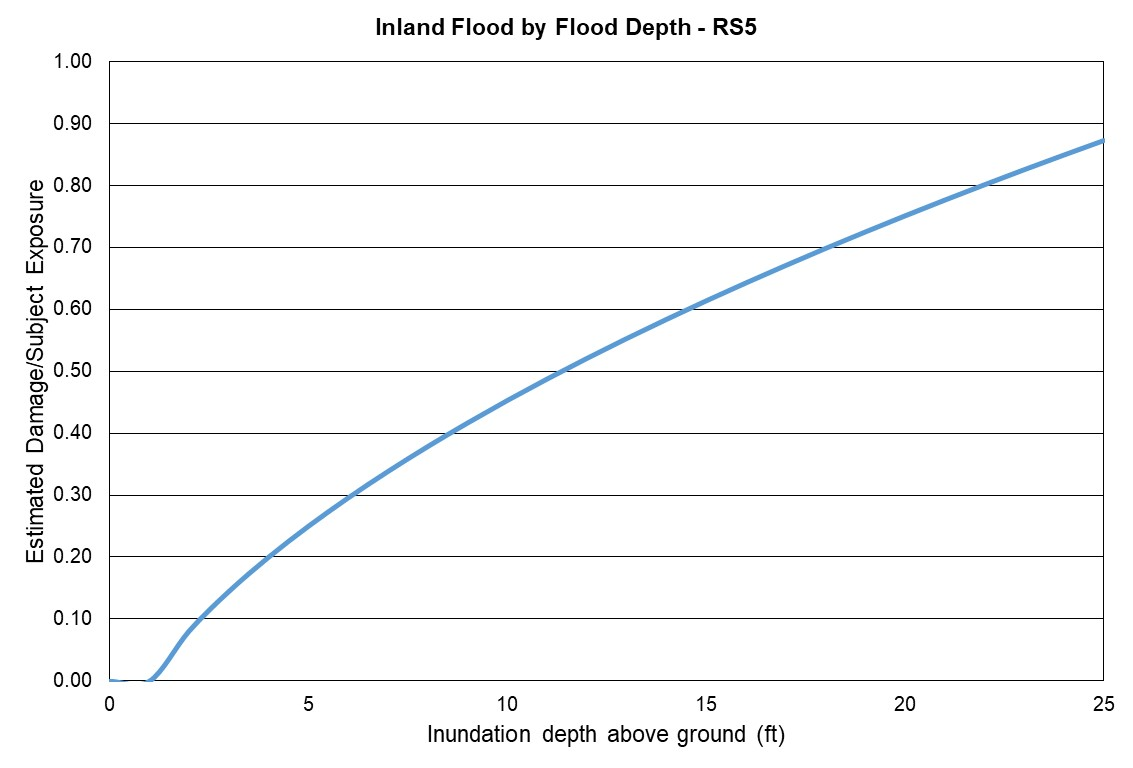 Inland Flood by Flood Depth - RS5
1.00
0.90
0.80
0.70
0.60
0.50
0.40
0.30
0.20
0.10
0.00
Estimated Damage/Subject Exposure
0 5 10 15 20 25
Inundation depth above ground (ft)